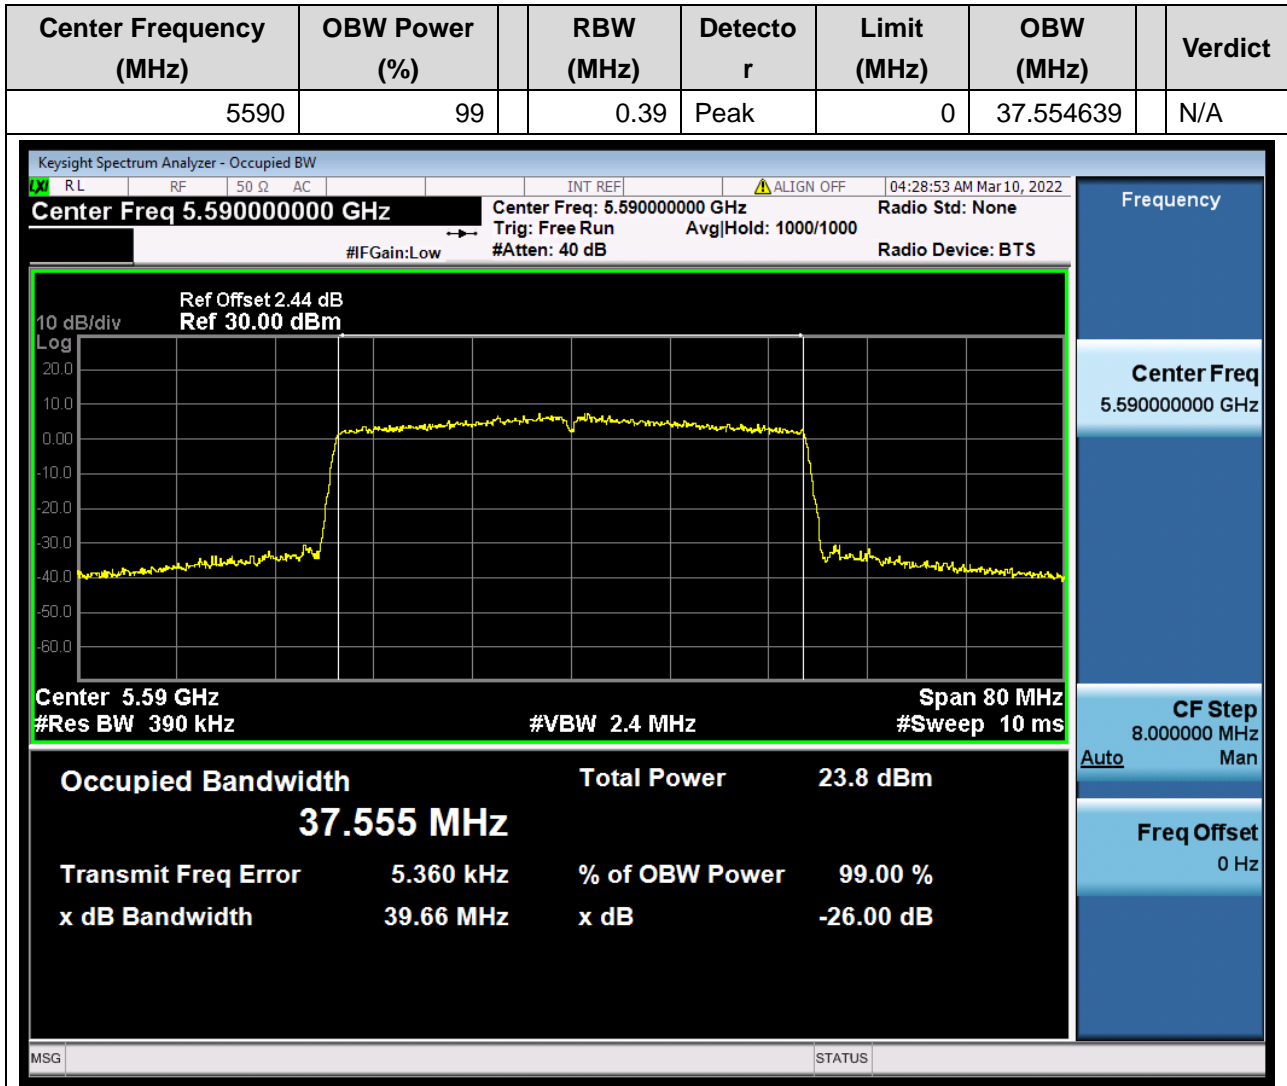 Center Frequency (MHz) OBW Power (%) RBW (MHz) Detector Limit (MHz) OBW (MHz) Verdict
5590 99 0.39 Peak 0 37.554639 N/A
Keysight Spectrum Analyzer - Occupied BW
LXI RL RF 50 Ω AC INT REF ALIGN OFF 04:28:53 AM Mar 10, 2022
Center Freq 5.590000000 GHz
Center Freq: 5.590000000 GHz Radio Std: None
Trig: Free Run Avg|Hold: 1000/1000
#IFGain:Low #Atten: 40 dB Radio Device: BTS
Ref Offset 2.44 dB
10 dB/div Ref 30.00 dBm
Log
20.0
10.0
0.00
-10.0
-20.0
-30.0
-40.0
-50.0
-60.0
Center 5.59 GHz Span 80 MHz
#Res BW 390 kHz #VBW 2.4 MHz #Sweep 10 ms
Occupied Bandwidth Total Power 23.8 dBm
37.555 MHz
Transmit Freq Error 5.360 kHz % of OBW Power 99.00 %
x dB Bandwidth 39.66 MHz x dB -26.00 dB
MSG STATUS
Frequency
Center Freq
5.590000000 GHz
CF Step
8.000000 MHz
Auto Man
Freq Offset
0 Hz